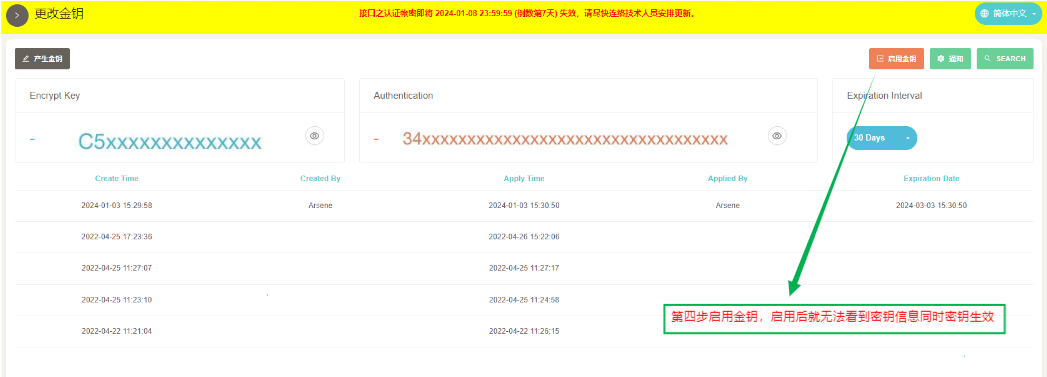 更改金钥
接口之认证帐密即将 2024-01-08 23:59:59 (倒数第7天) 失效，请尽快连络技术人员安排更新。
简体中文
产生金钥
启用金钥
通知
SEARCH
Encrypt Key
Authentication
Expiration Interval
– C5xxxxxxxxxxxxxx
– 34xxxxxxxxxxxxxxxxxxxxxxxxxxxxxxxxxx
30 Days
Create Time Created By Apply Time Applied By Expiration Date
2024-01-03 15:29:58 Arsene 2024-01-03 15:30:50 Arsene 2024-03-03 15:30:50
2022-04-25 17:23:36 2022-04-26 15:22:06
2022-04-25 11:27:07 2022-04-25 11:27:17
2022-04-25 11:23:10 2022-04-25 11:24:58
2022-04-22 11:21:04 2022-04-22 11:26:15
第四步启用金钥，启用后就无法看到密钥信息同时密钥生效